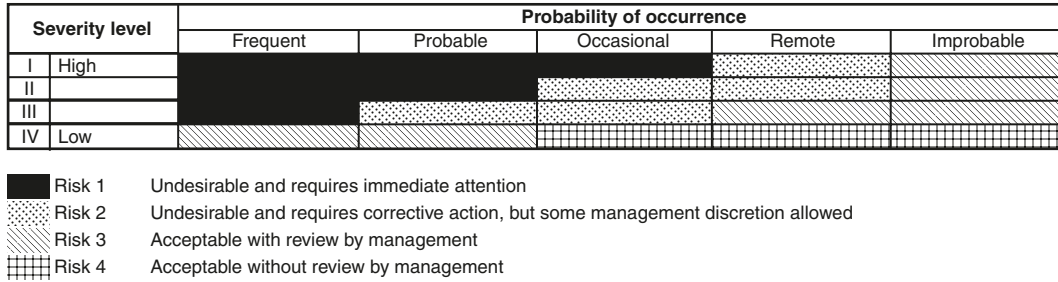 Severity level Probability of occurrence
Frequent Probable Occasional Remote Improbable
I High
II
III
IV Low
Risk 1 Undesirable and requires immediate attention
Risk 2 Undesirable and requires corrective action, but some management discretion allowed
Risk 3 Acceptable with review by management
Risk 4 Acceptable without review by management